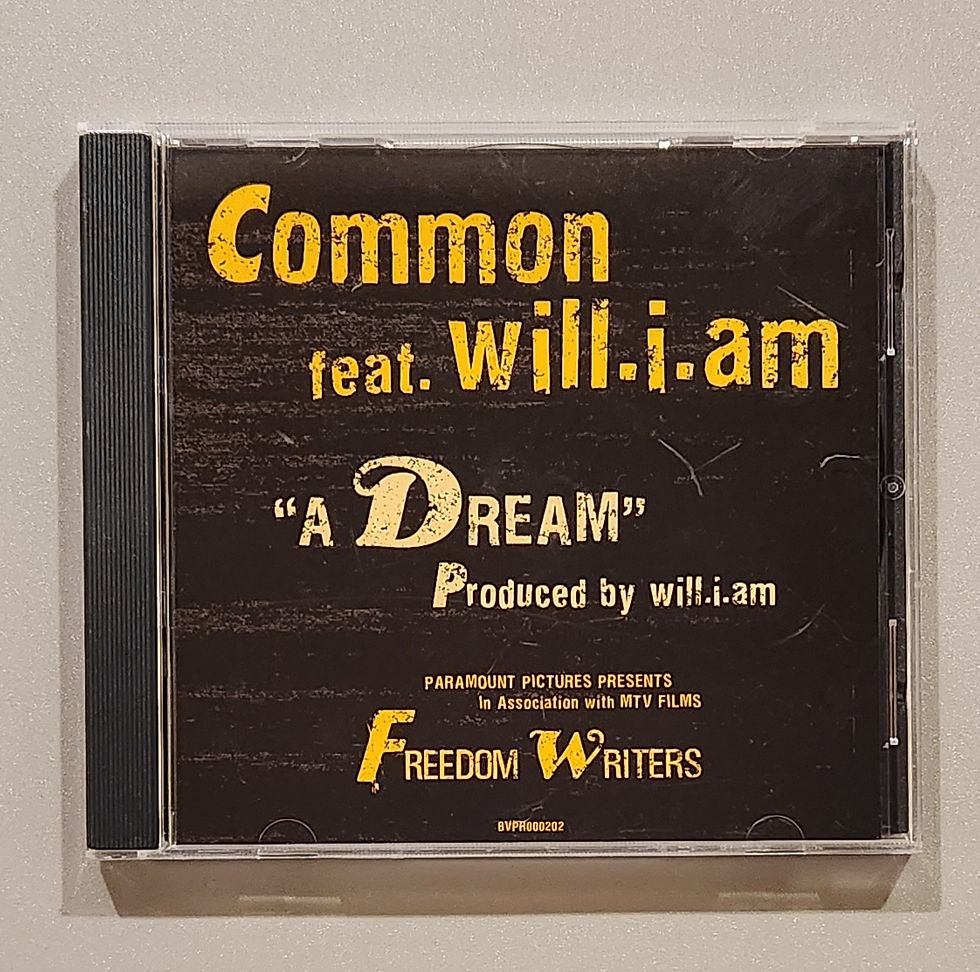 Common
feat. will.i.am
“A DREAM”
Produced by will.i.am
PARAMOUNT PICTURES PRESENTS
In Association with MTV FILMS
FREEDOM WRITERS
BVPR000202